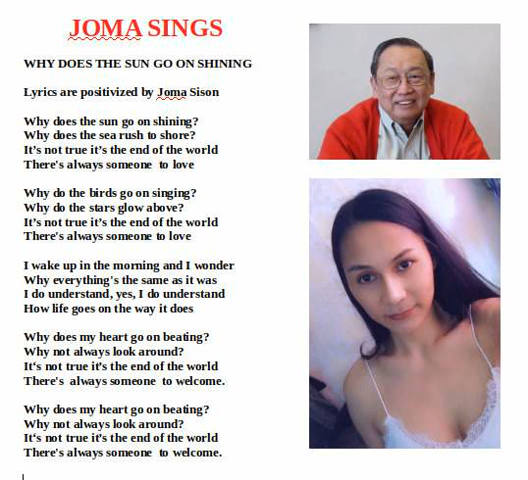 JOMA SINGS
WHY DOES THE SUN GO ON SHINING
Lyrics are positivized by Joma Sison
Why does the sun go on shining?
Why does the sea rush to shore?
It's not true it's the end of the world
There's always someone to love
Why do the birds go on singing?
Why do the stars glow above?
It's not true it's the end of the world
There's always someone to love
I wake up in the morning and I wonder
Why everything's the same as it was
I do understand, yes, I do understand
How life goes on the way it does
Why does my heart go on beating?
Why not always look around?
It's not true it's the end of the world
There's always someone to welcome.
Why does my heart go on beating?
Why not always look around?
It's not true it's the end of the world
There's always someone to welcome.